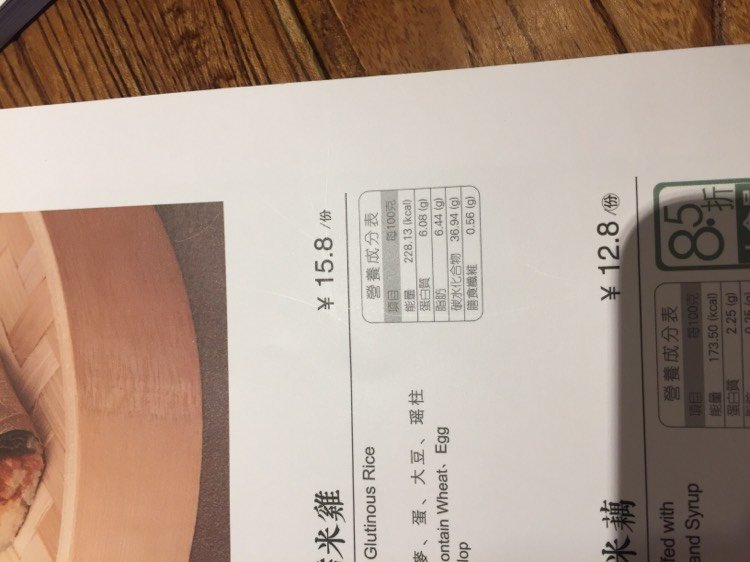 米雞
¥ 15.8 /份
Glutinous Rice
麥、蛋、大豆、瑶柱
ontain Wheat、Egg
lop
營養成分表
項目 每100克
能量 228.13 (kcal)
蛋白質 6.08 (g)
脂肪 6.44 (g)
碳水化合物 36.94 (g)
膳食纖維 0.56 (g)
米藕
¥ 12.8 /份
fed with
and Syrup
8.5折
營養成分表
項目 每100克
能量 173.50 (kcal)
蛋白質 2.25 (g)